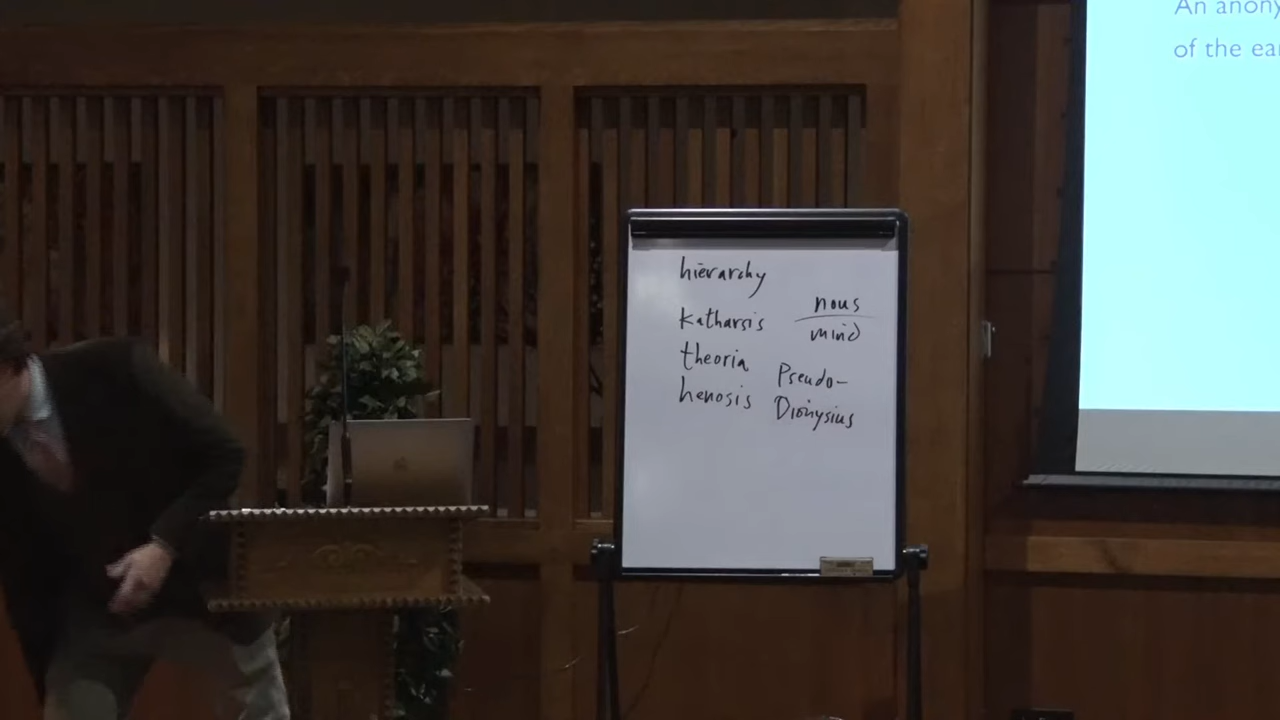 hierarchy
Katharsis
theoria
henosis
nous
mind
Pseudo-
Dionysius
An anony
of the ear